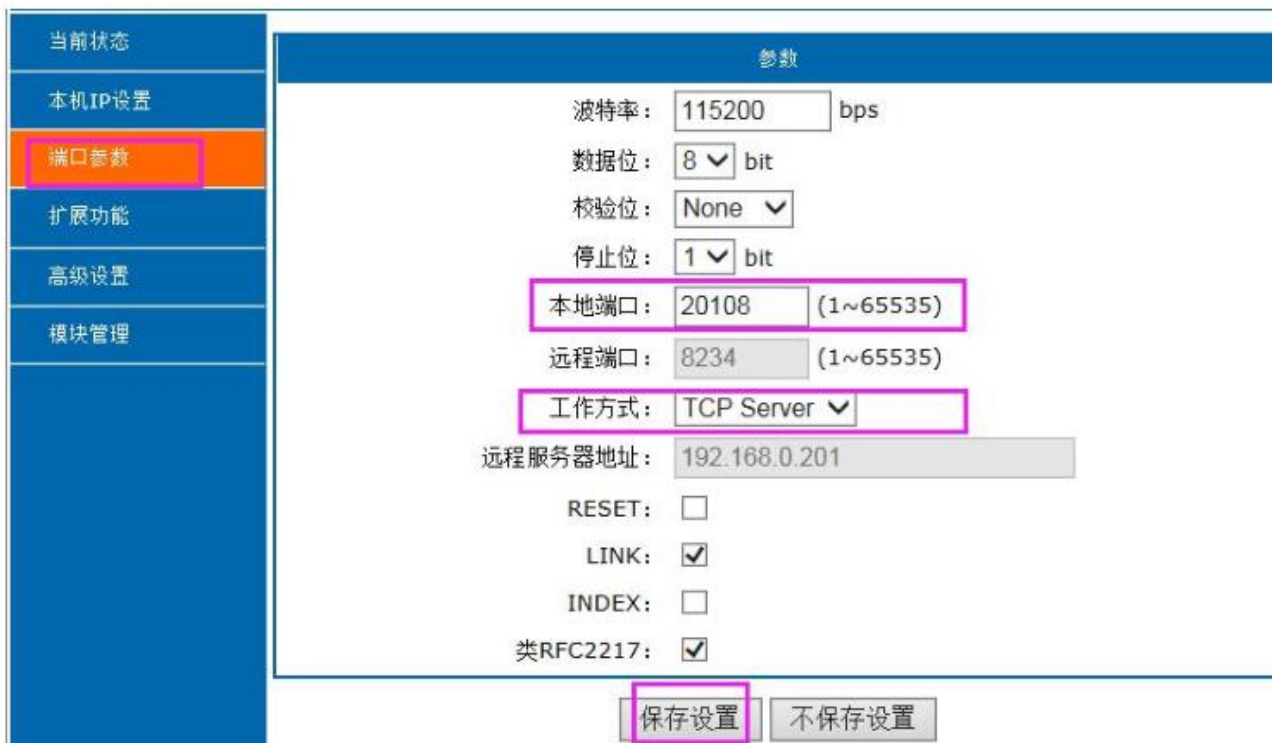 当前状态
本机IP设置
端口参数
扩展功能
高级设置
模块管理
参数
波特率： 115200 bps
数据位： 8 bit
校验位： None
停止位： 1 bit
本地端口： 20108 (1~65535)
远程端口： 8234 (1~65535)
工作方式： TCP Server
远程服务器地址： 192.168.0.201
RESET：
LINK：
INDEX：
类RFC2217：
保存设置 不保存设置